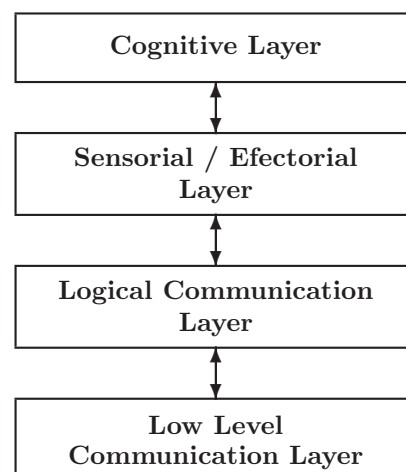 Cognitive Layer
Sensorial / Efectorial
Layer
Logical Communication
Layer
Low Level
Communication Layer